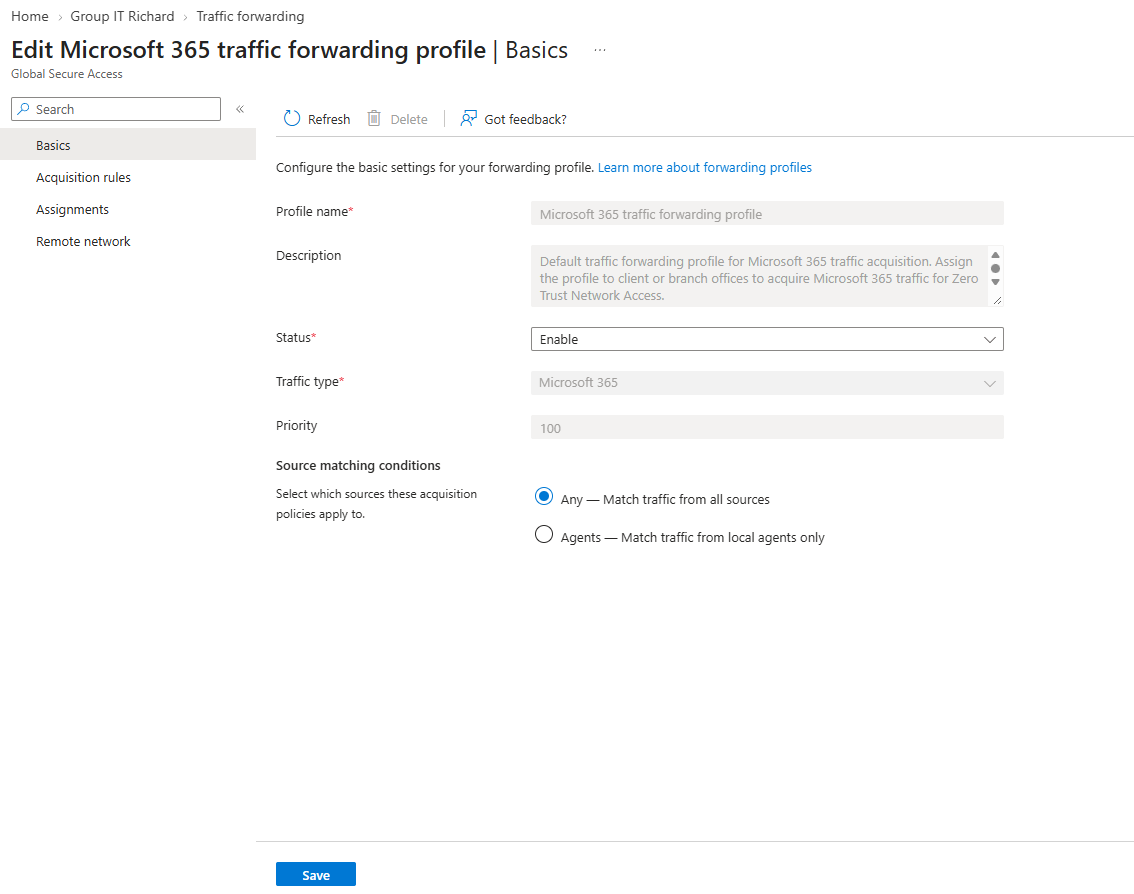 Home › Group IT Richard › Traffic forwarding
Edit Microsoft 365 traffic forwarding profile | Basics ···
Global Secure Access
Search «
Refresh Delete Got feedback?
Basics
Configure the basic settings for your forwarding profile. Learn more about forwarding profiles
Acquisition rules
Assignments
Remote network
Profile name* Microsoft 365 traffic forwarding profile
Description
Default traffic forwarding profile for Microsoft 365 traffic acquisition. Assign
the profile to client or branch offices to acquire Microsoft 365 traffic for Zero
Trust Network Access.
Status* Enable
Traffic type* Microsoft 365
Priority 100
Source matching conditions
Select which sources these acquisition
policies apply to.
Any — Match traffic from all sources
Agents — Match traffic from local agents only
Save